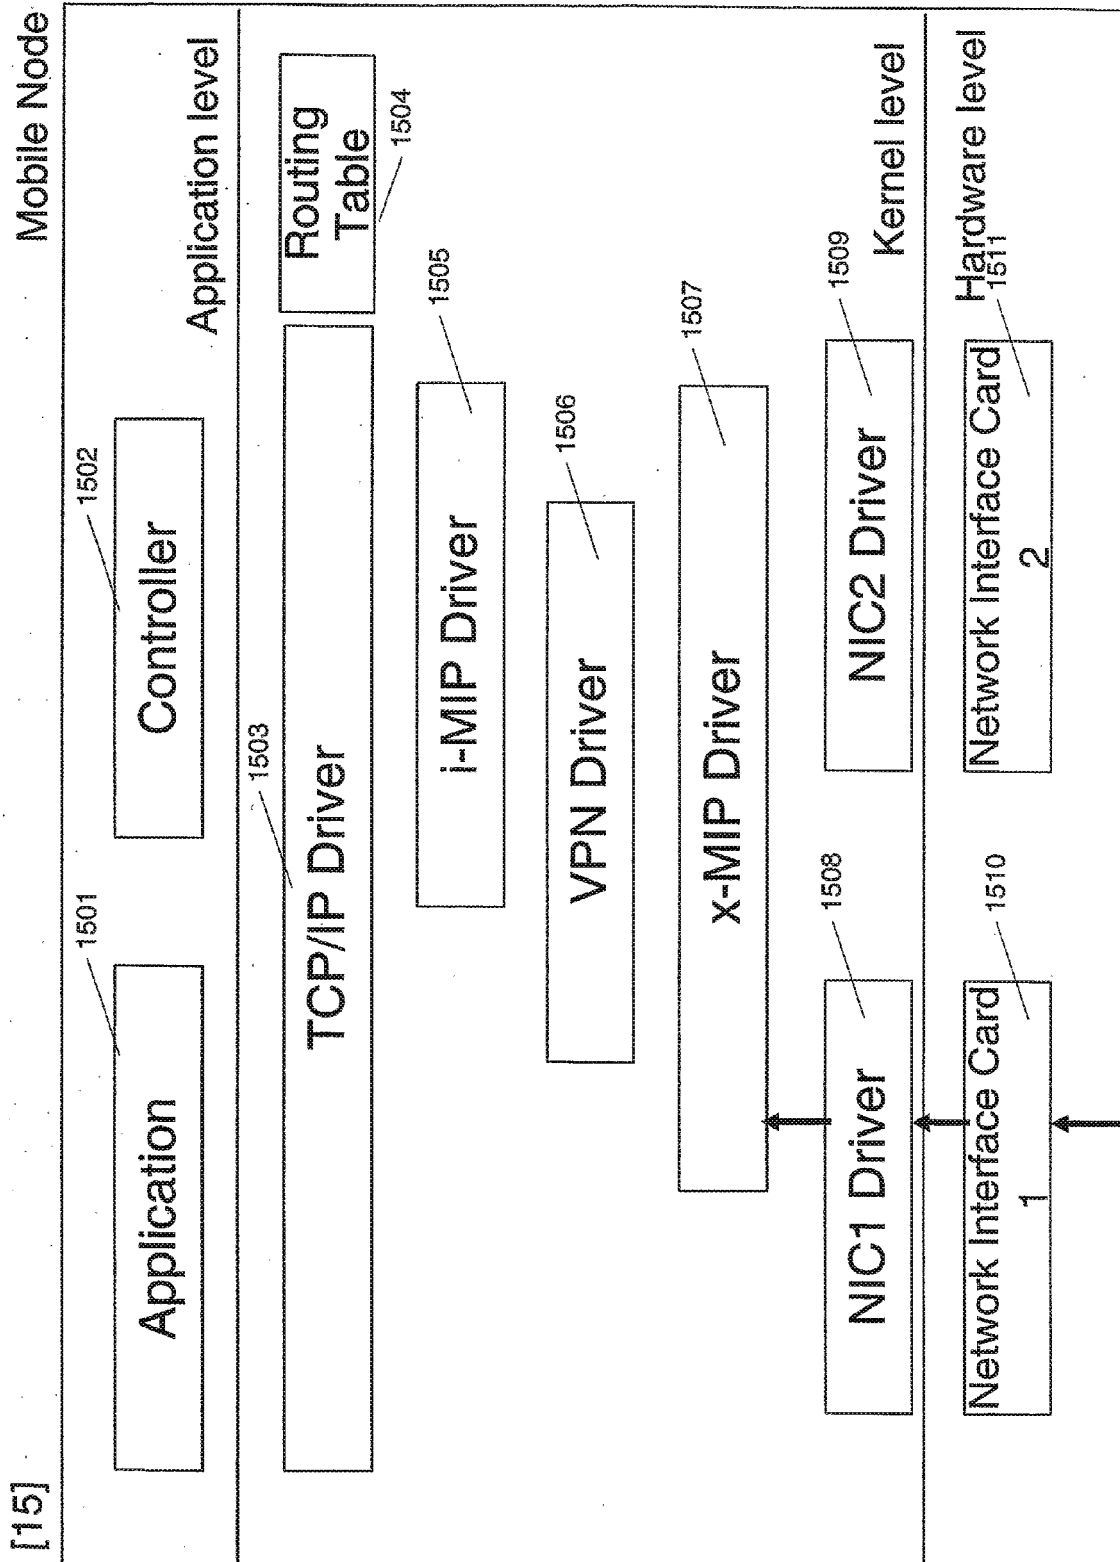 [15]
Mobile Node
1501
1502
Application
Controller
Application level
1503
TCP/IP Driver
Routing
Table
1504
1505
i-MIP Driver
1506
VPN Driver
1507
x-MIP Driver
1508
1509
NIC1 Driver
NIC2 Driver
Kernel level
Hardware level
1510
1511
Network Interface Card
1
Network Interface Card
2